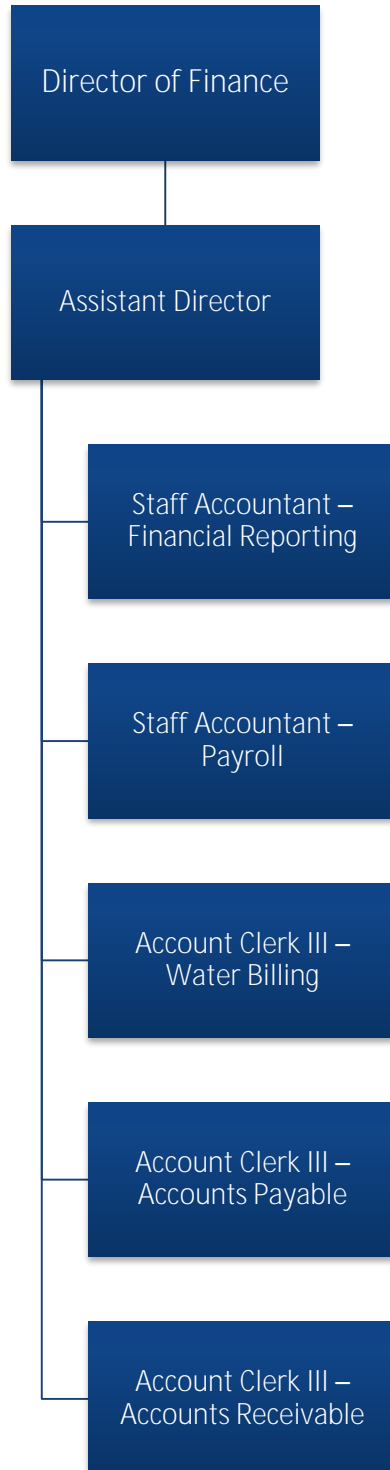 Director of Finance
Assistant Director
Staff Accountant –
Financial Reporting
Staff Accountant –
Payroll
Account Clerk III –
Water Billing
Account Clerk III –
Accounts Payable
Account Clerk III –
Accounts Receivable